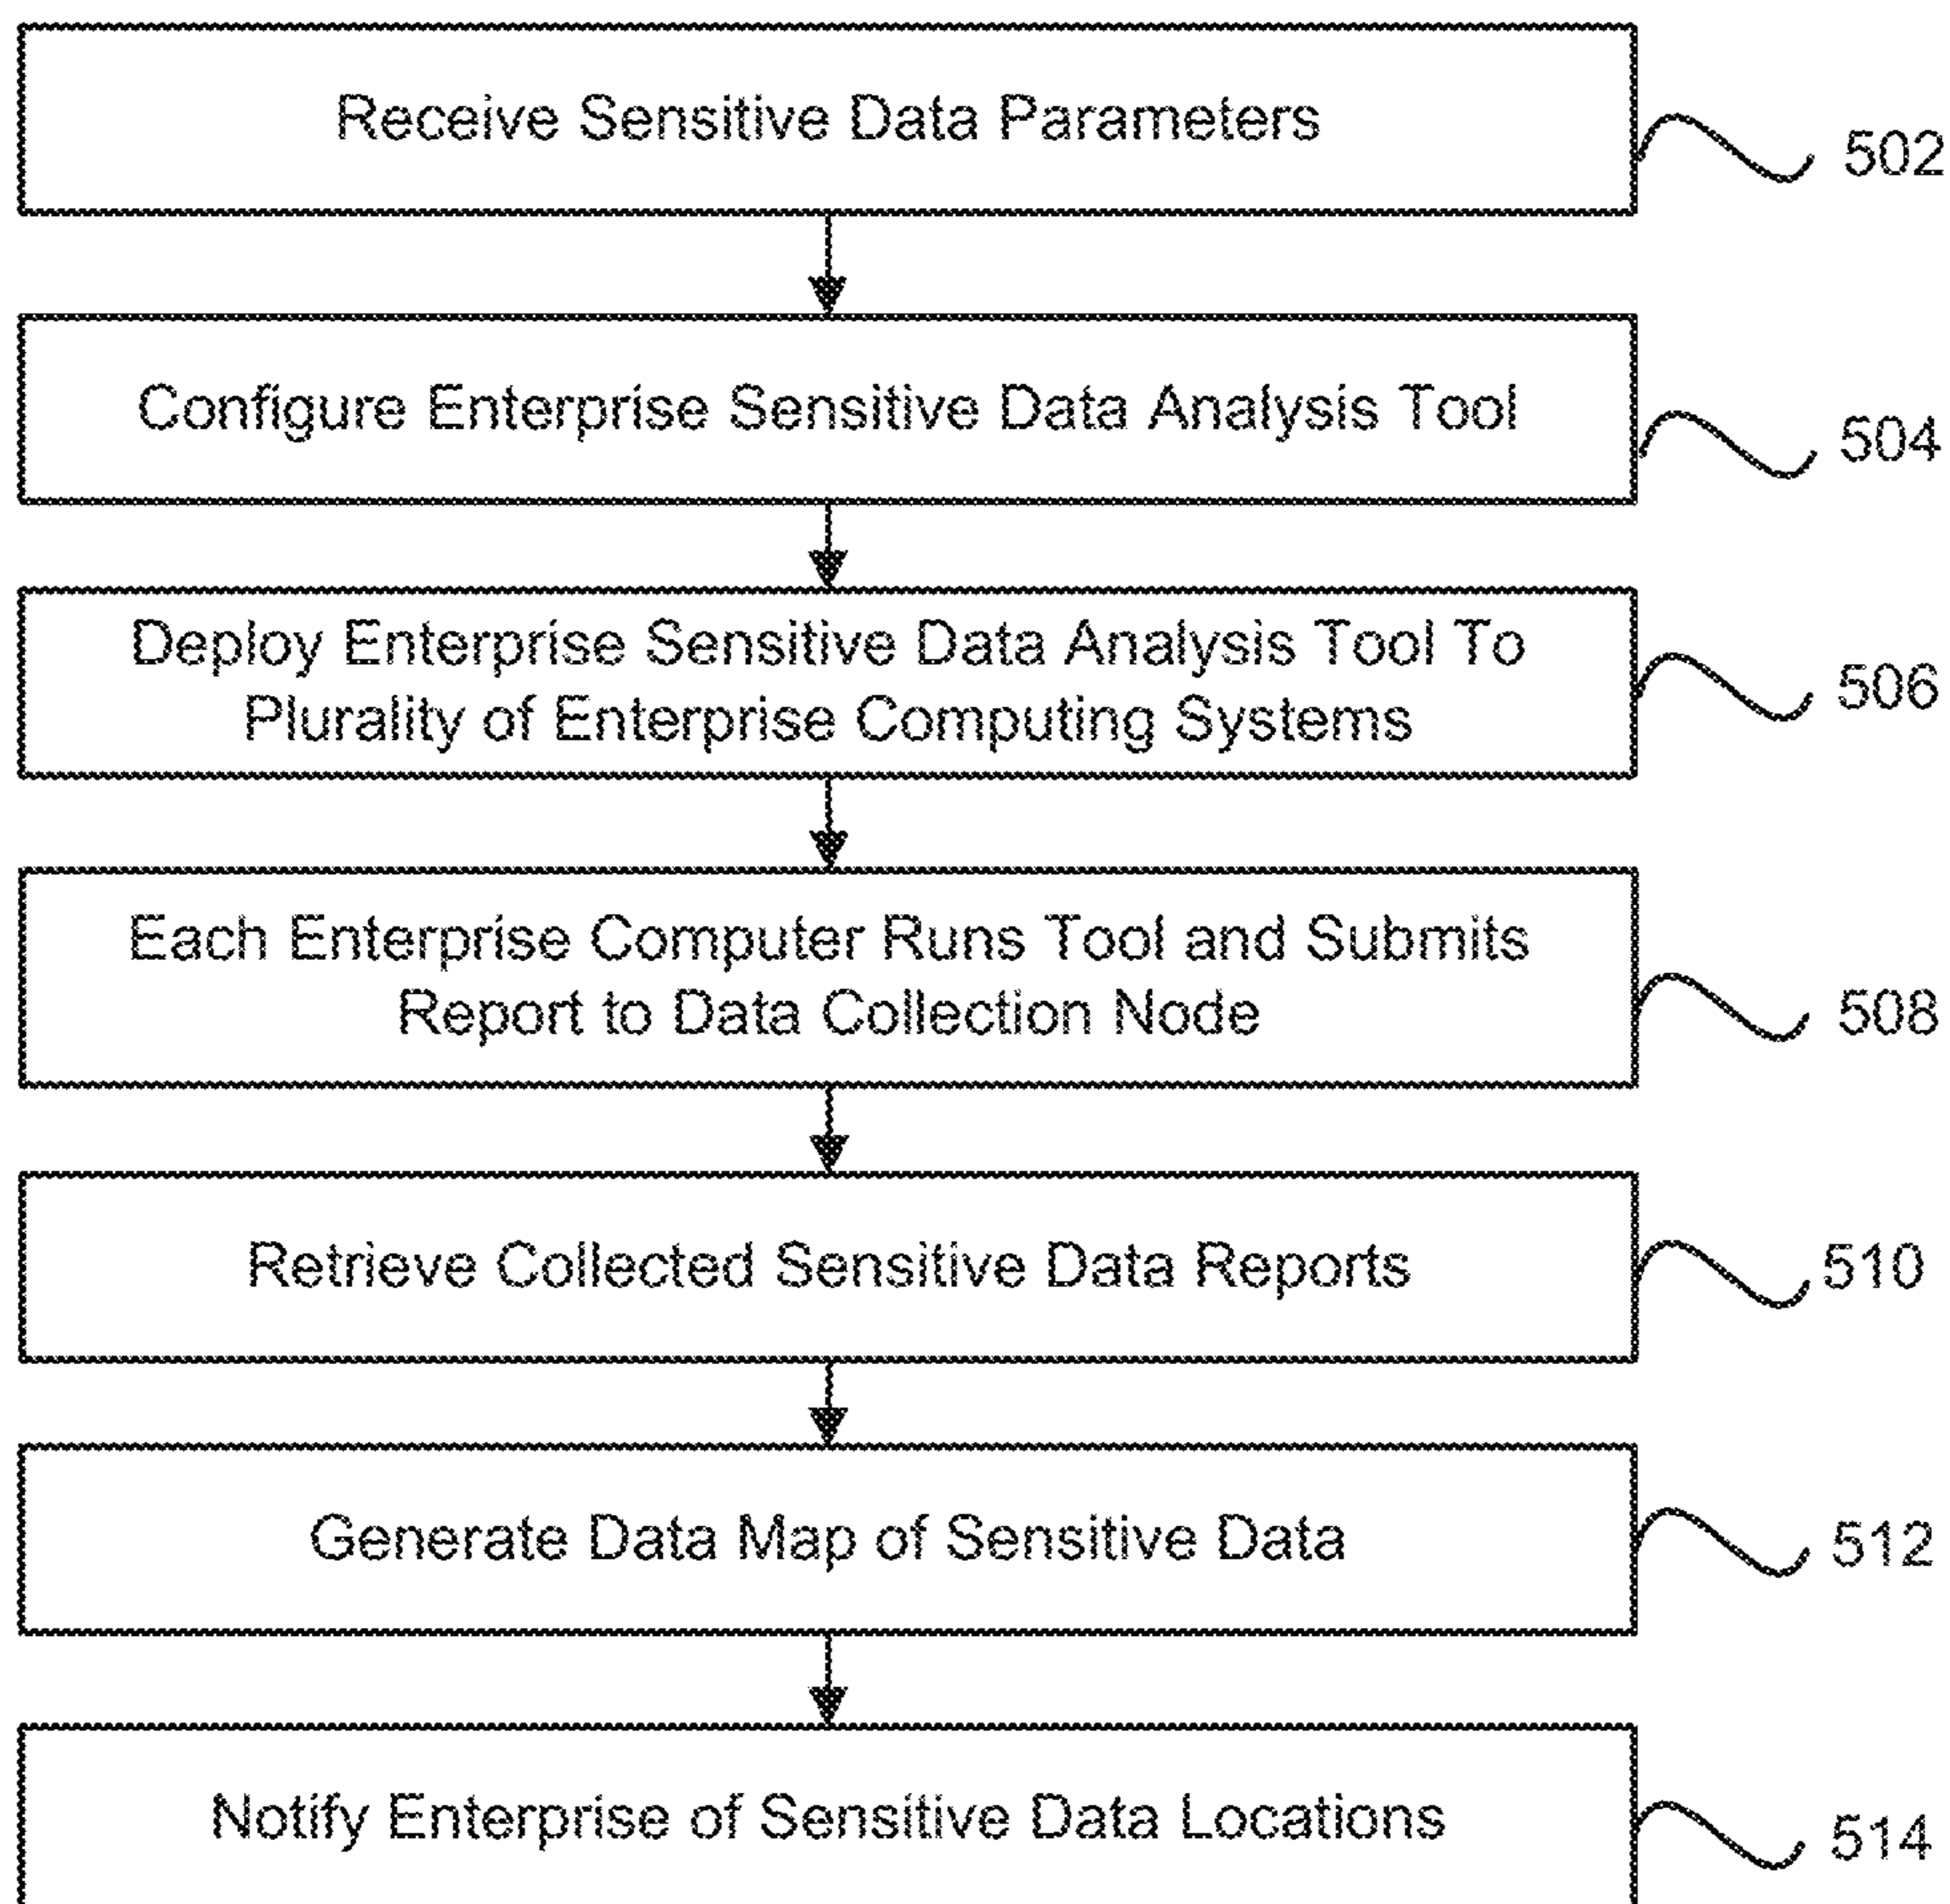 Receive Sensitive Data Parameters
502
Configure Enterprise Sensitive Data Analysis Tool
504
Deploy Enterprise Sensitive Data Analysis Tool To
Plurality of Enterprise Computing Systems
506
Each Enterprise Computer Runs Tool and Submits
Report to Data Collection Node
508
Retrieve Collected Sensitive Data Reports
510
Generate Data Map of Sensitive Data
512
Notify Enterprise of Sensitive Data Locations
514